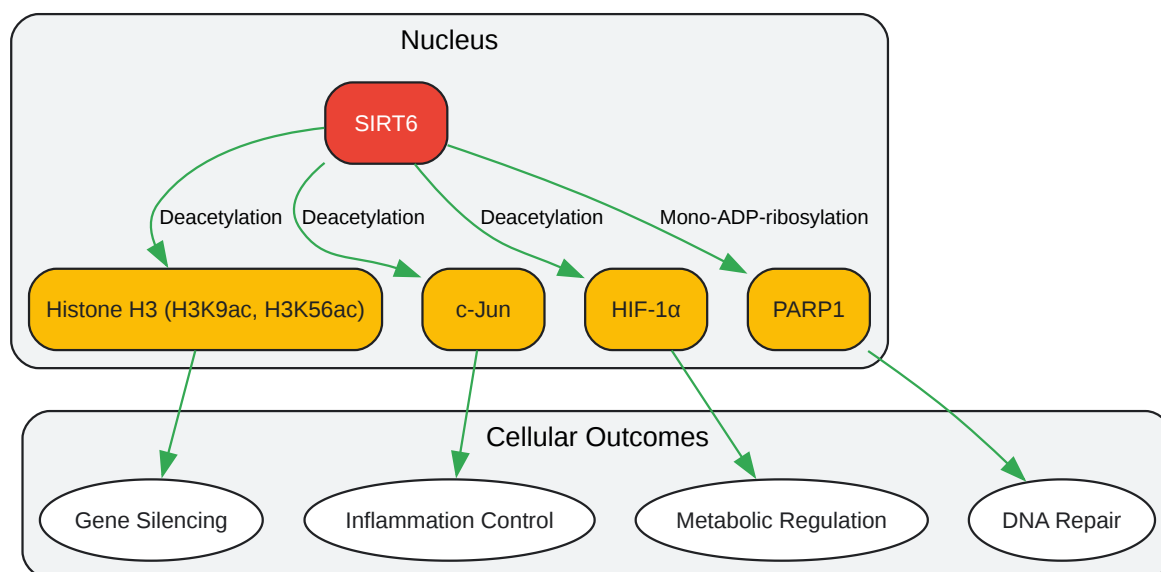 Nucleus
SIRT6
Deacetylation
Deacetylation
Deacetylation
Mono-ADP-ribosylation
Histone H3 (H3K9ac, H3K56ac)
c-Jun
HIF-1α
PARP1
Cellular Outcomes
Gene Silencing
Inflammation Control
Metabolic Regulation
DNA Repair